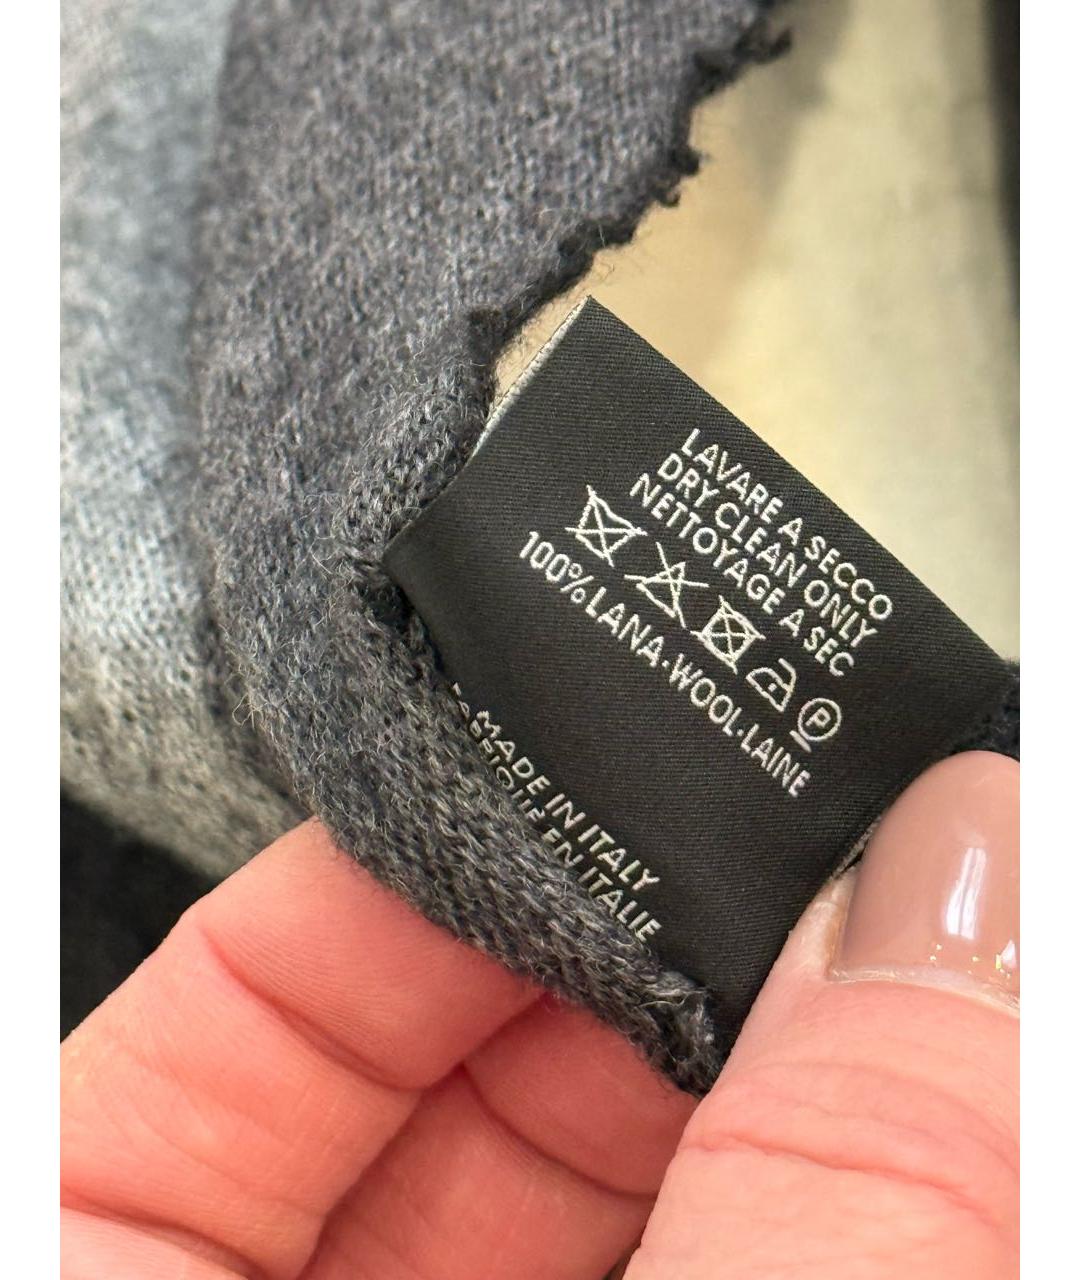 LAVARE A SECCO
DRY CLEAN ONLY
NETTOYAGE A SEC
P
100% LANA·WOOL·LAINE
MADE IN ITALY
EN ITALIE